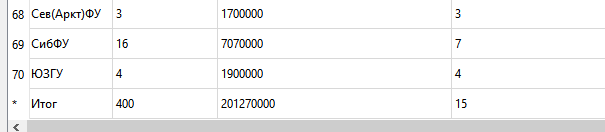 68 Сев(Аркт)ФУ 3 1700000 3
69 СибФУ 16 7070000 7
70 ЮЗГУ 4 1900000 4
* Итог 400 201270000 15